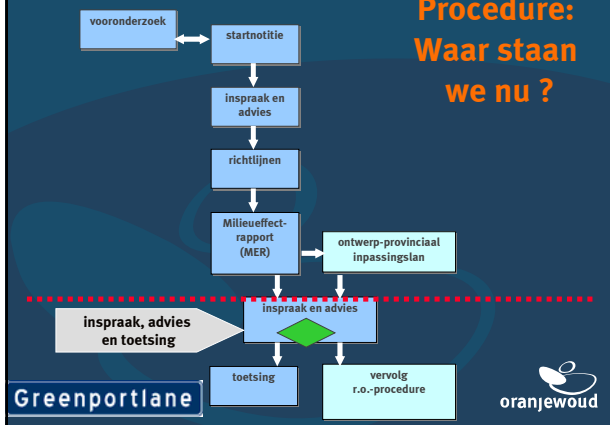 Procedure:
Waar staan
we nu ?
vooronderzoek
startnotitie
inspraak en
advies
richtlijnen
Milieueffect-
rapport
(MER)
ontwerp-provinciaal
inpassingslan
inspraak en advies
inspraak, advies
en toetsing
toetsing
vervolg
r.o.-procedure
Greenportlane
oranjewoud